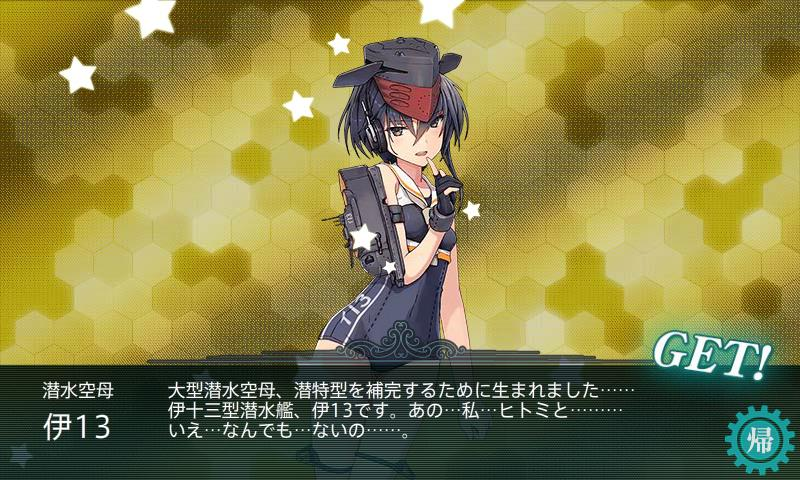 113
GET!
潜水空母
伊13
大型潜水空母、潜特型を補完するために生まれました……
伊十三型潜水艦、伊13です。あの…私…ヒトミと………
いえ…なんでも…ないの……。
帰